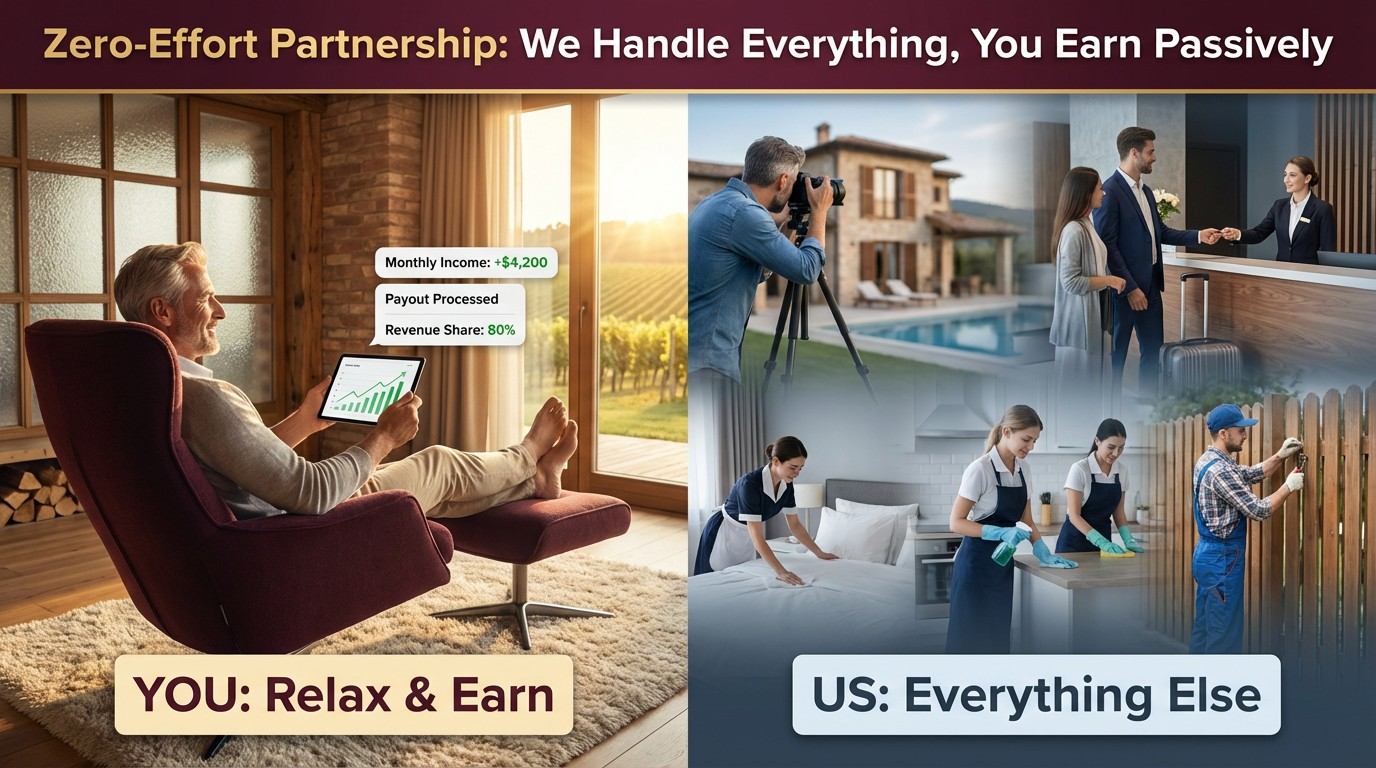 Zero-Effort Partnership: We Handle Everything, You Earn Passively
Monthly Income: +$4,200
Payout Processed
Revenue Share: 80%
YOU: Relax & Earn
US: Everything Else